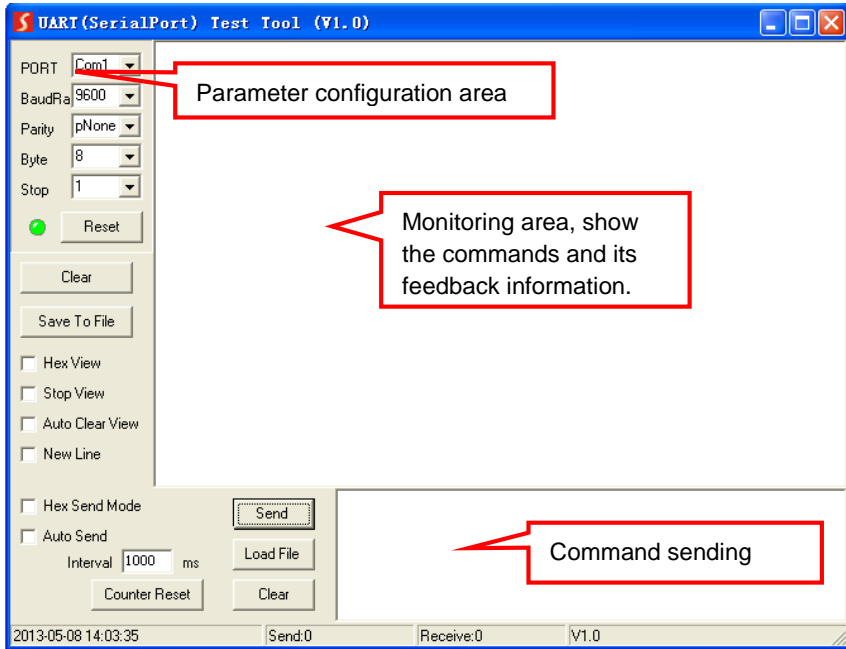 UART(SerialPort) Test Tool (V1.0)
PORT Com1
BaudRa 9600
Parity pNone
Byte 8
Stop 1
Reset
Clear
Save To File
Hex View
Stop View
Auto Clear View
New Line
Parameter configuration area
Monitoring area, show
the commands and its
feedback information.
Hex Send Mode
Auto Send
Interval 1000 ms
Counter Reset
Send
Load File
Clear
Command sending
2013-05-08 14:03:35 Send:0 Receive:0 V1.0